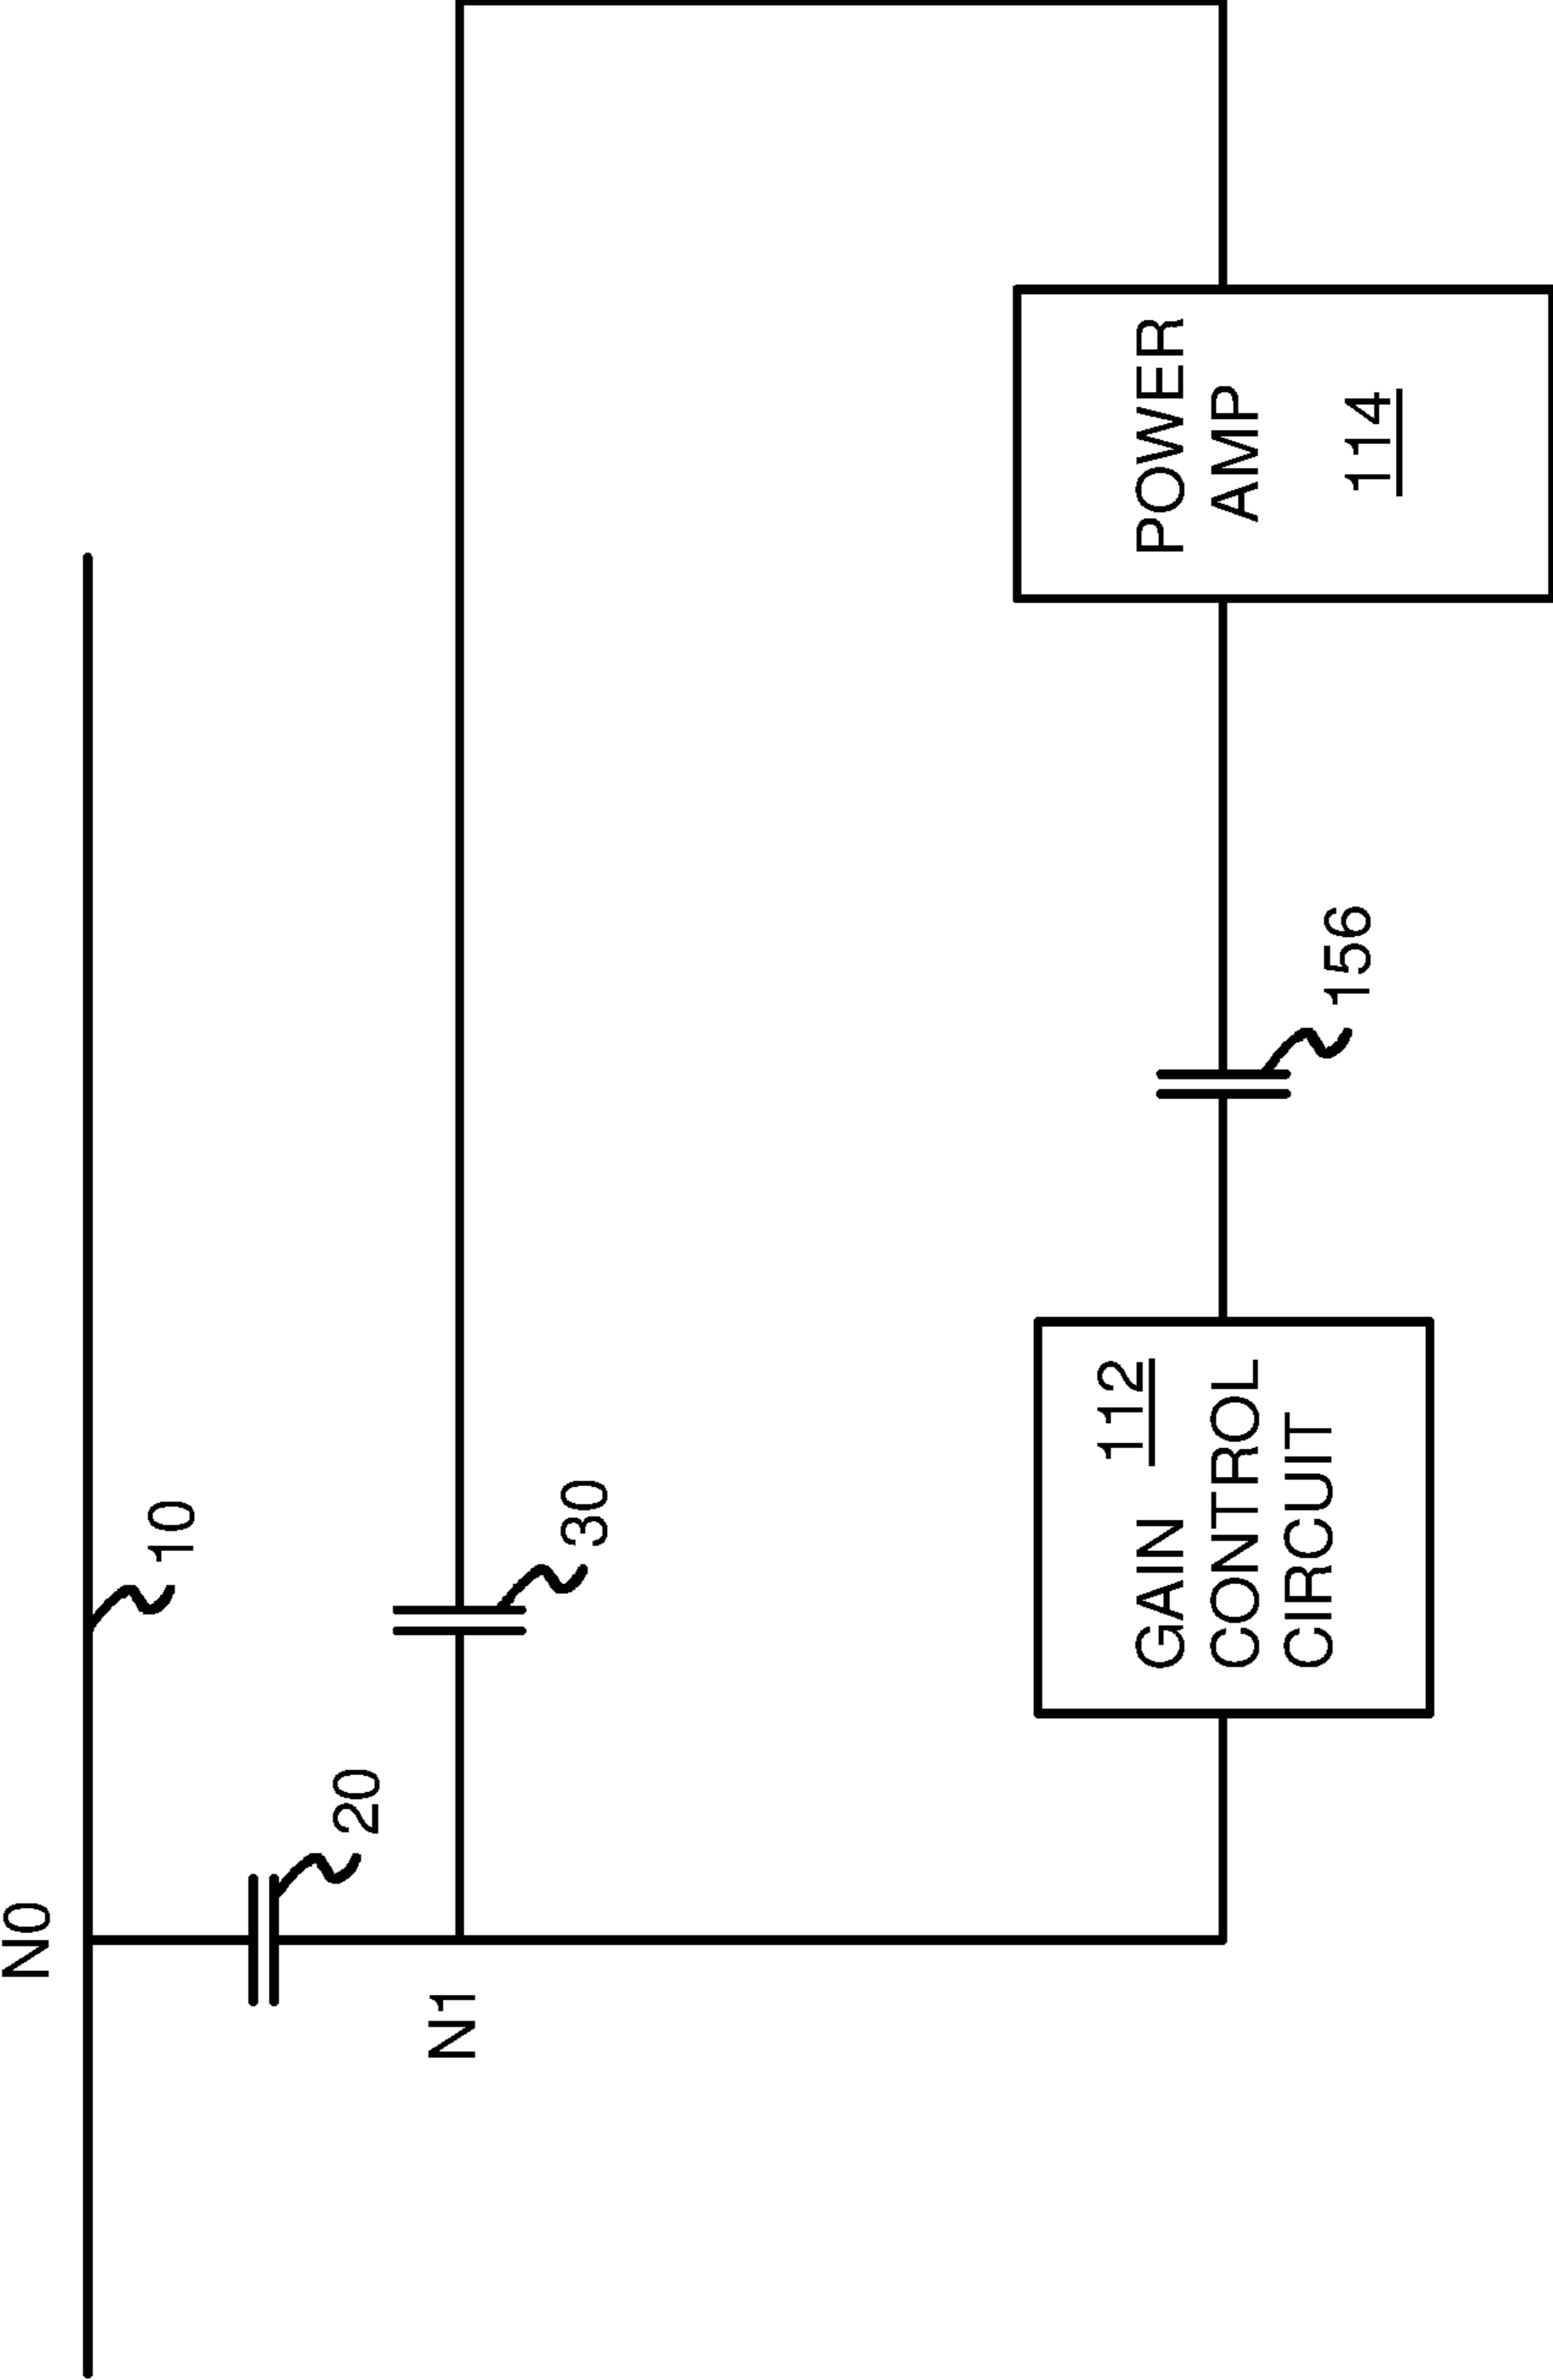 N0
10
20
N1
30
112
GAIN
CONTROL
CIRCUIT
156
POWER
AMP
114